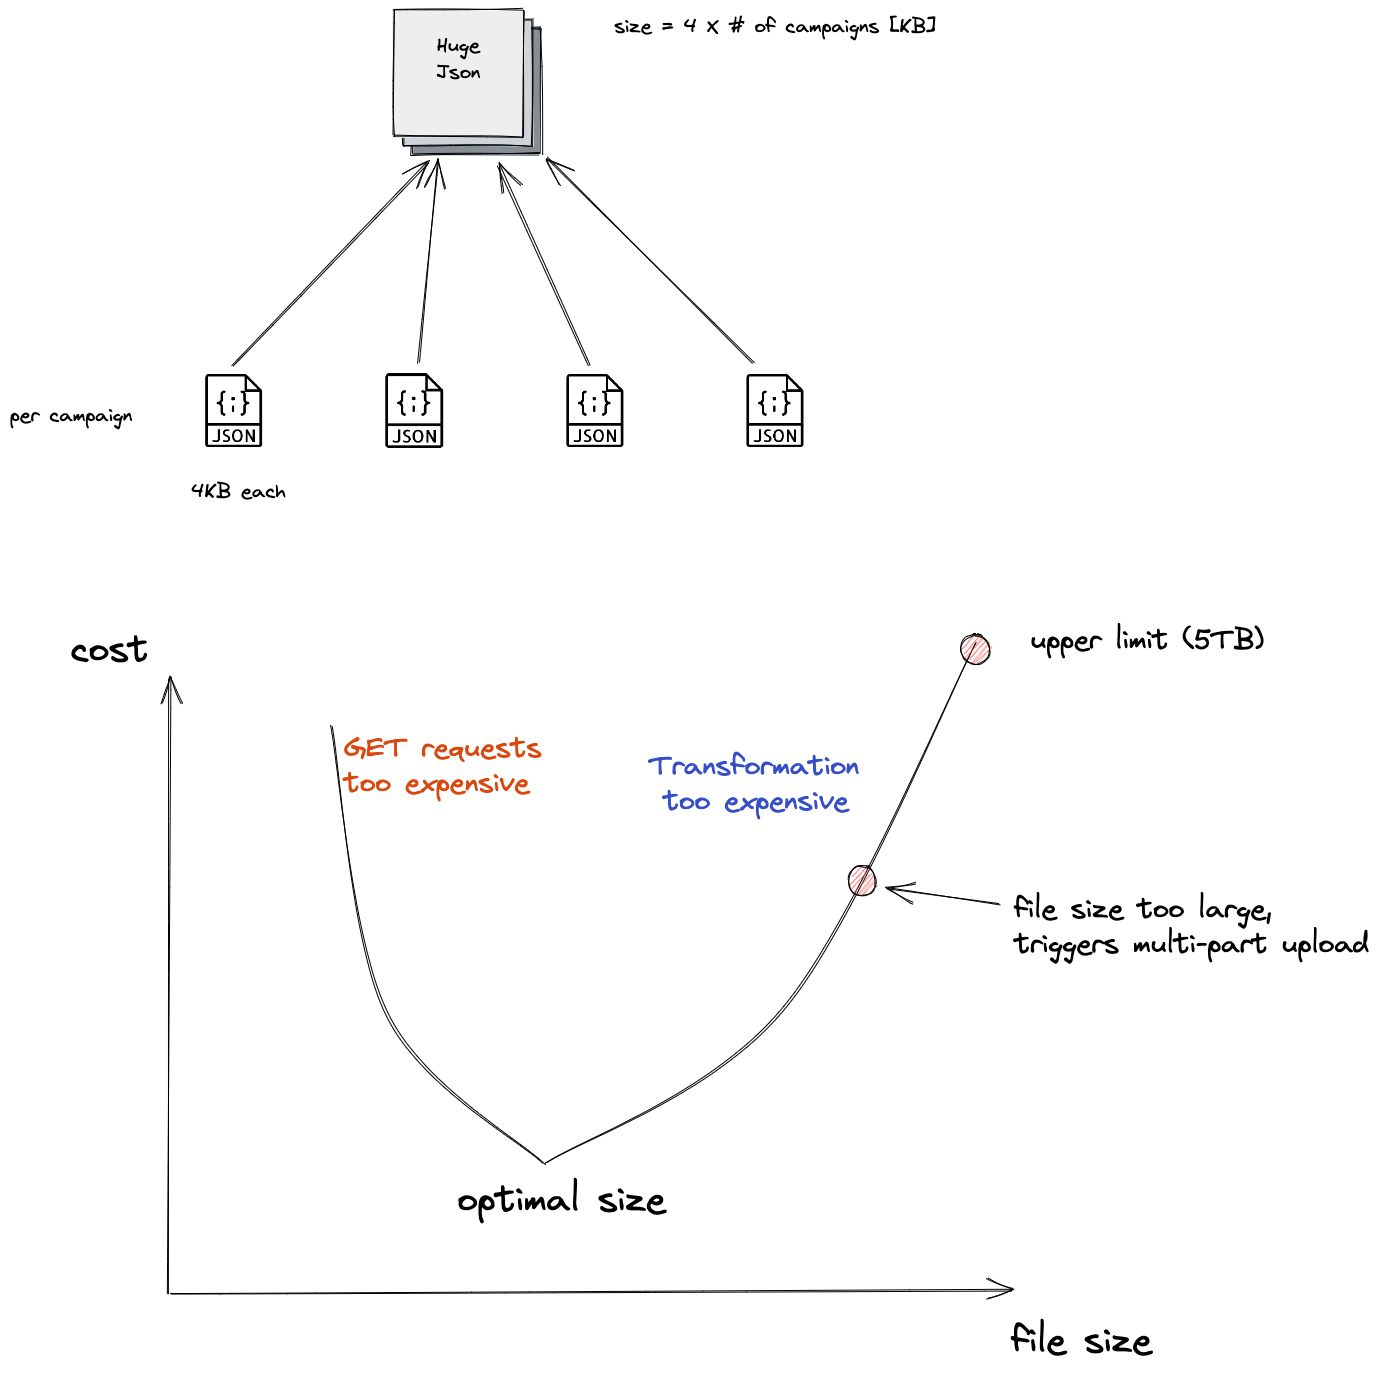 Huge
Json
size = 4 x # of campaigns [KB]
per campaign
{;}
JSON
{;}
JSON
{;}
JSON
{;}
JSON
4KB each
cost
upper limit (5TB)
GET requests
too expensive
Transformation
too expensive
file size too large,
triggers multi-part upload
optimal size
file size